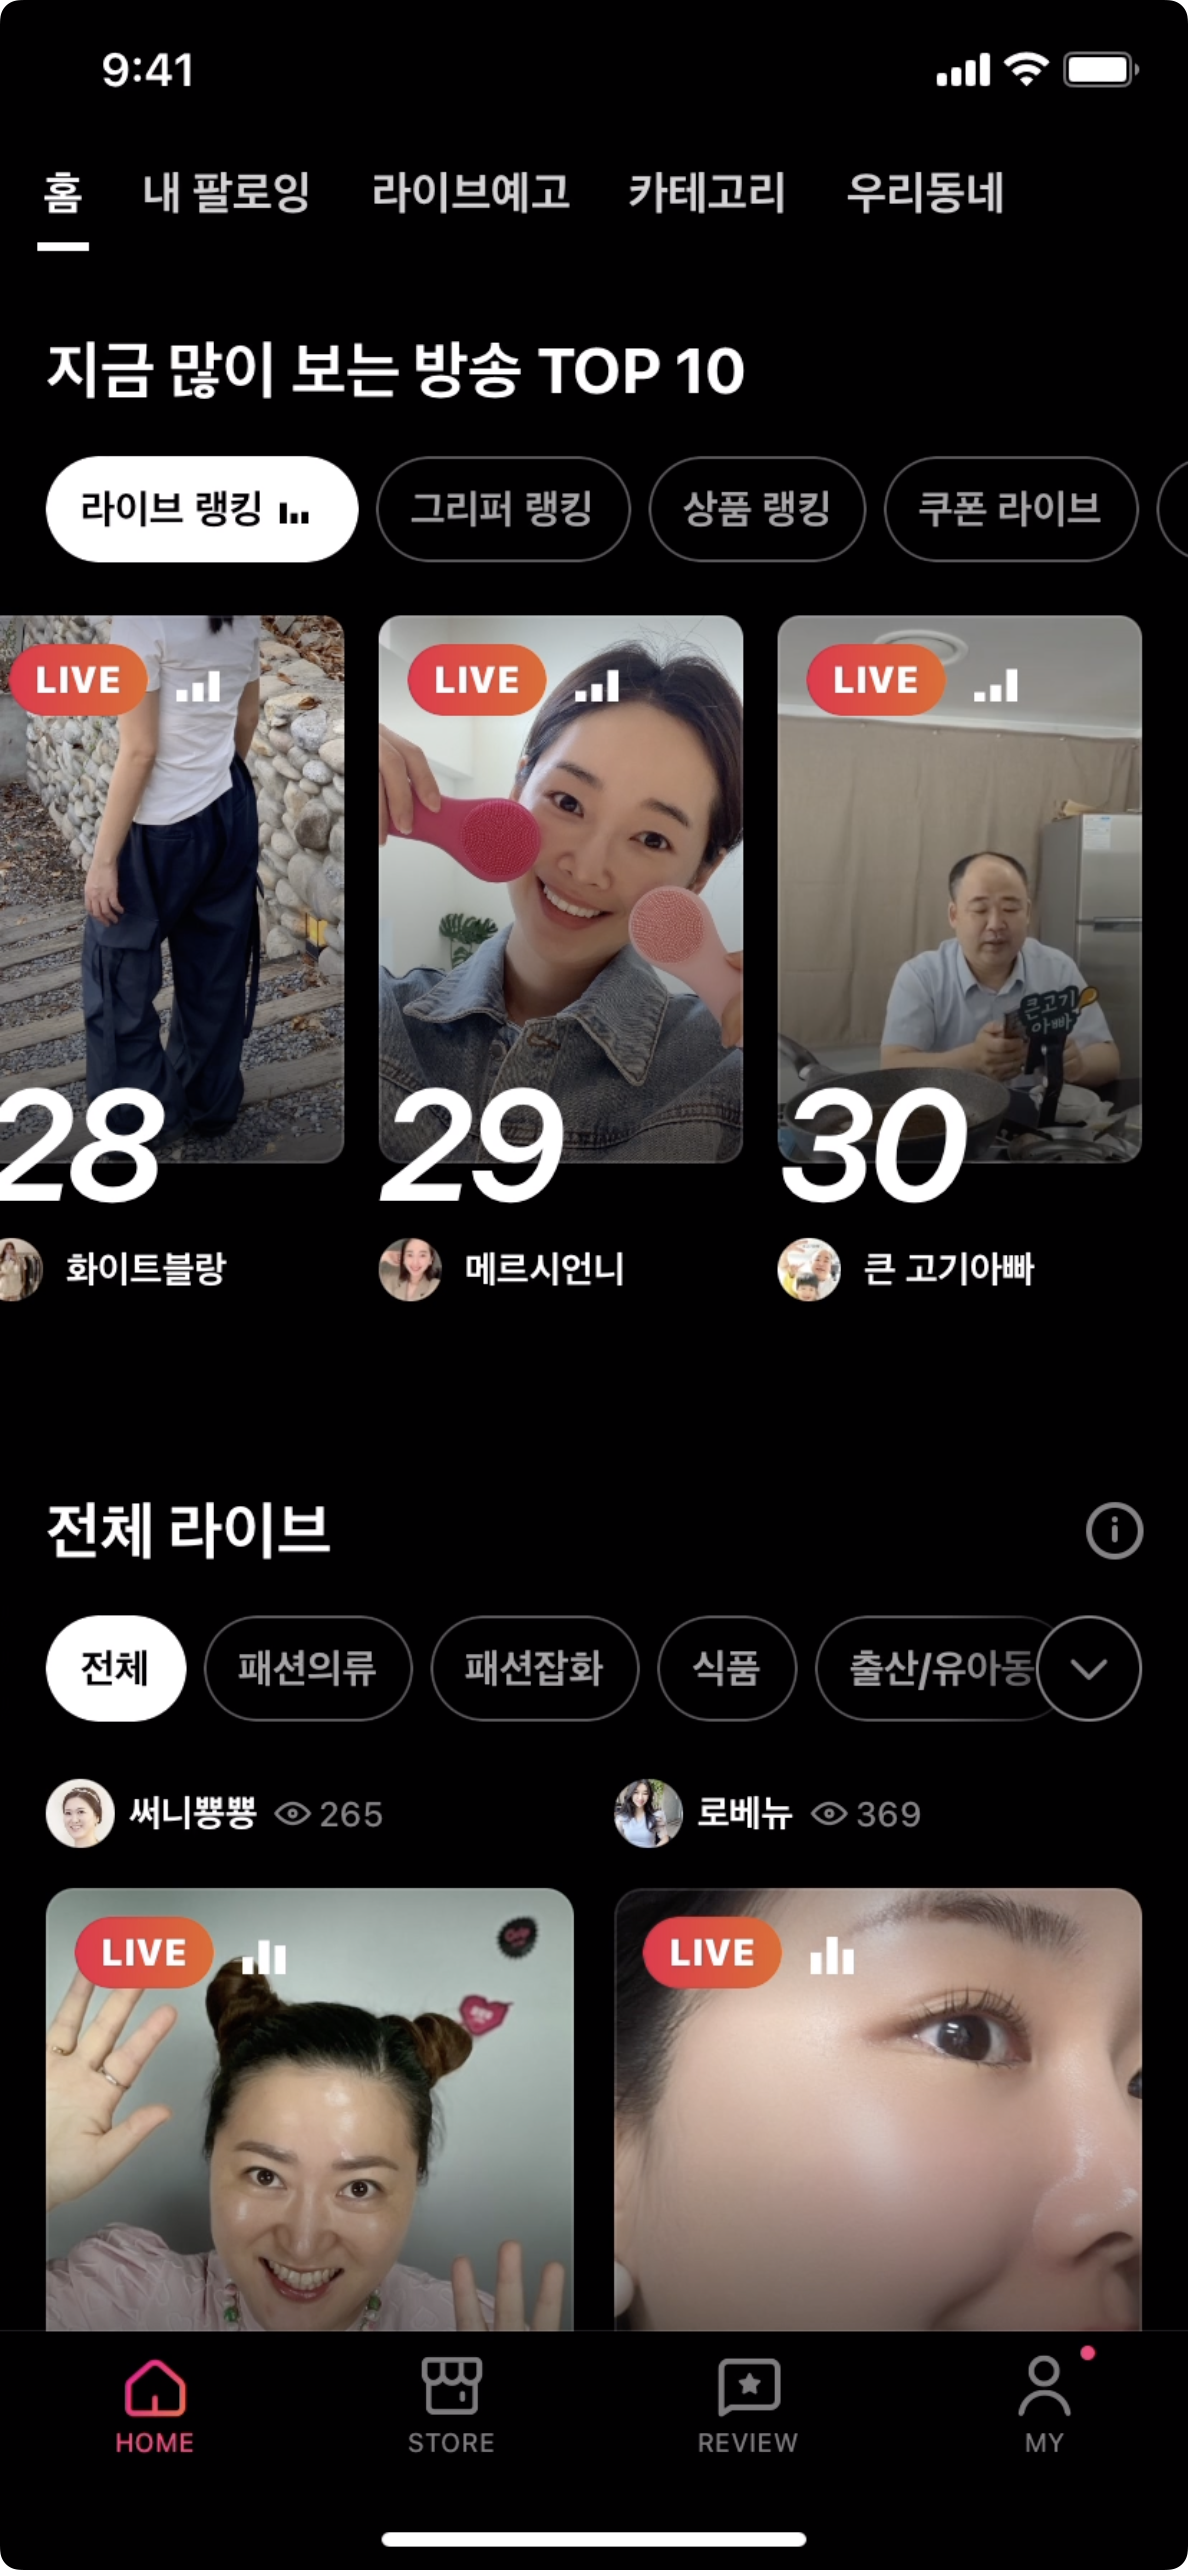 9:41
홈 내 팔로잉 라이브예고 카테고리 우리동네
지금 많이 보는 방송 TOP 10
라이브 랭킹 그리퍼 랭킹 상품 랭킹 쿠폰 라이브
LIVE LIVE LIVE
큰고기
아빠
28 29 30
화이트블랑 메르시언니 큰 고기아빠
전체 라이브
전체 패션의류 패션잡화 식품 출산/유아동
써니뿅뿅 265 로베뉴 369
LIVE LIVE
HOME STORE REVIEW MY